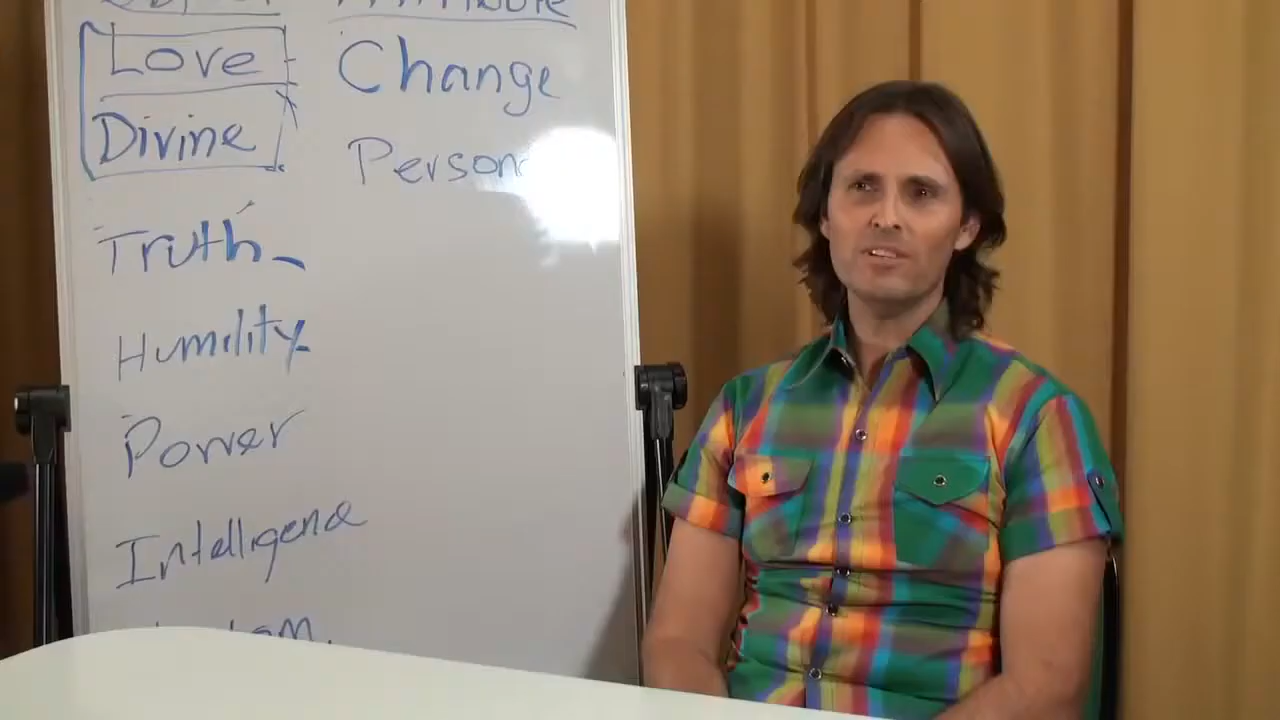 Love Change
Divine Person
Truth
Humility
Power
Intelligence